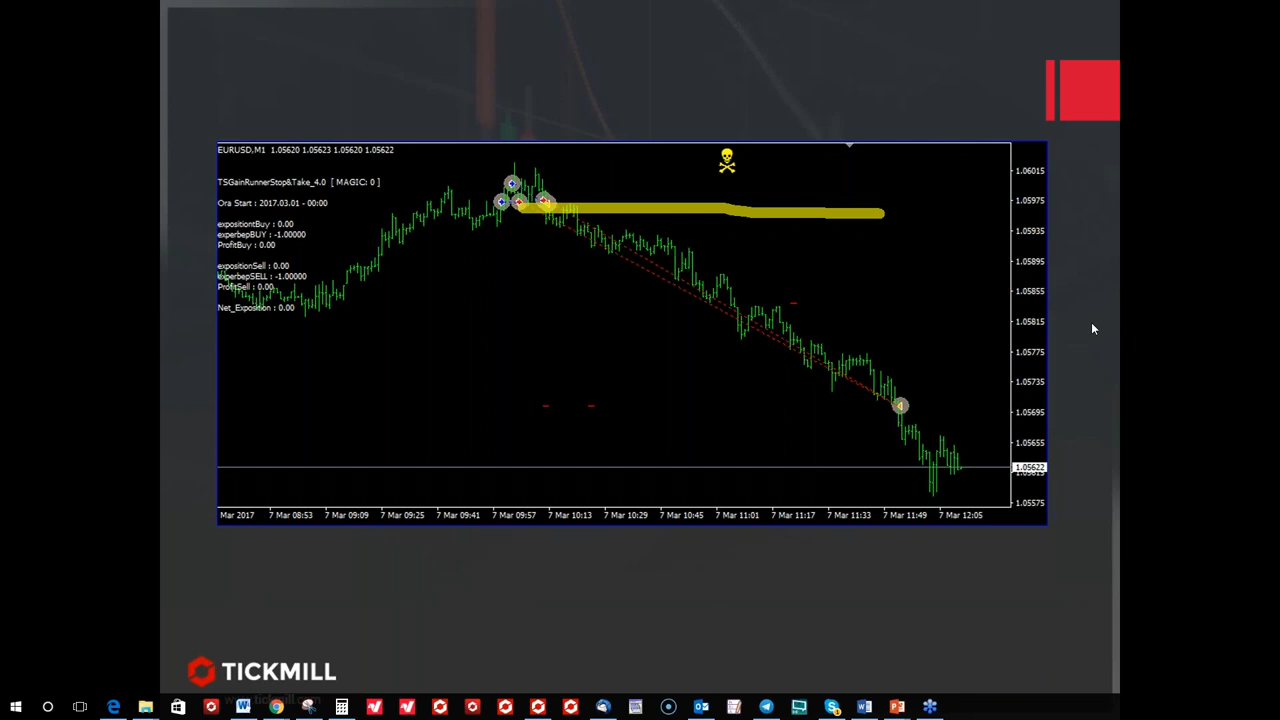 EURUSD,M1 1.05620 1.05623 1.05620 1.05622
TSGainRunnerStop&Take_4.0 [ MAGIC: 0 ]
Ora Start : 2017.03.01 - 00:00
expositionBuy : 0.00
experbepBUY : -1.00000
ProfitBuy : 0.00
expositionSell : 0.00
experbepSELL : -1.00000
ProfitSell : 0.00
Net_Exposition : 0.00
1.06015
1.05975
1.05935
1.05895
1.05855
1.05815
1.05775
1.05735
1.05695
1.05655
1.05622
1.05615
1.05575
Mar 2017 7 Mar 08:53 7 Mar 09:09 7 Mar 09:25 7 Mar 09:41 7 Mar 09:57 7 Mar 10:13 7 Mar 10:29 7 Mar 10:45 7 Mar 11:01 7 Mar 11:17 7 Mar 11:33 7 Mar 11:49 7 Mar 12:05
TICKMILL
www.tickmill.com